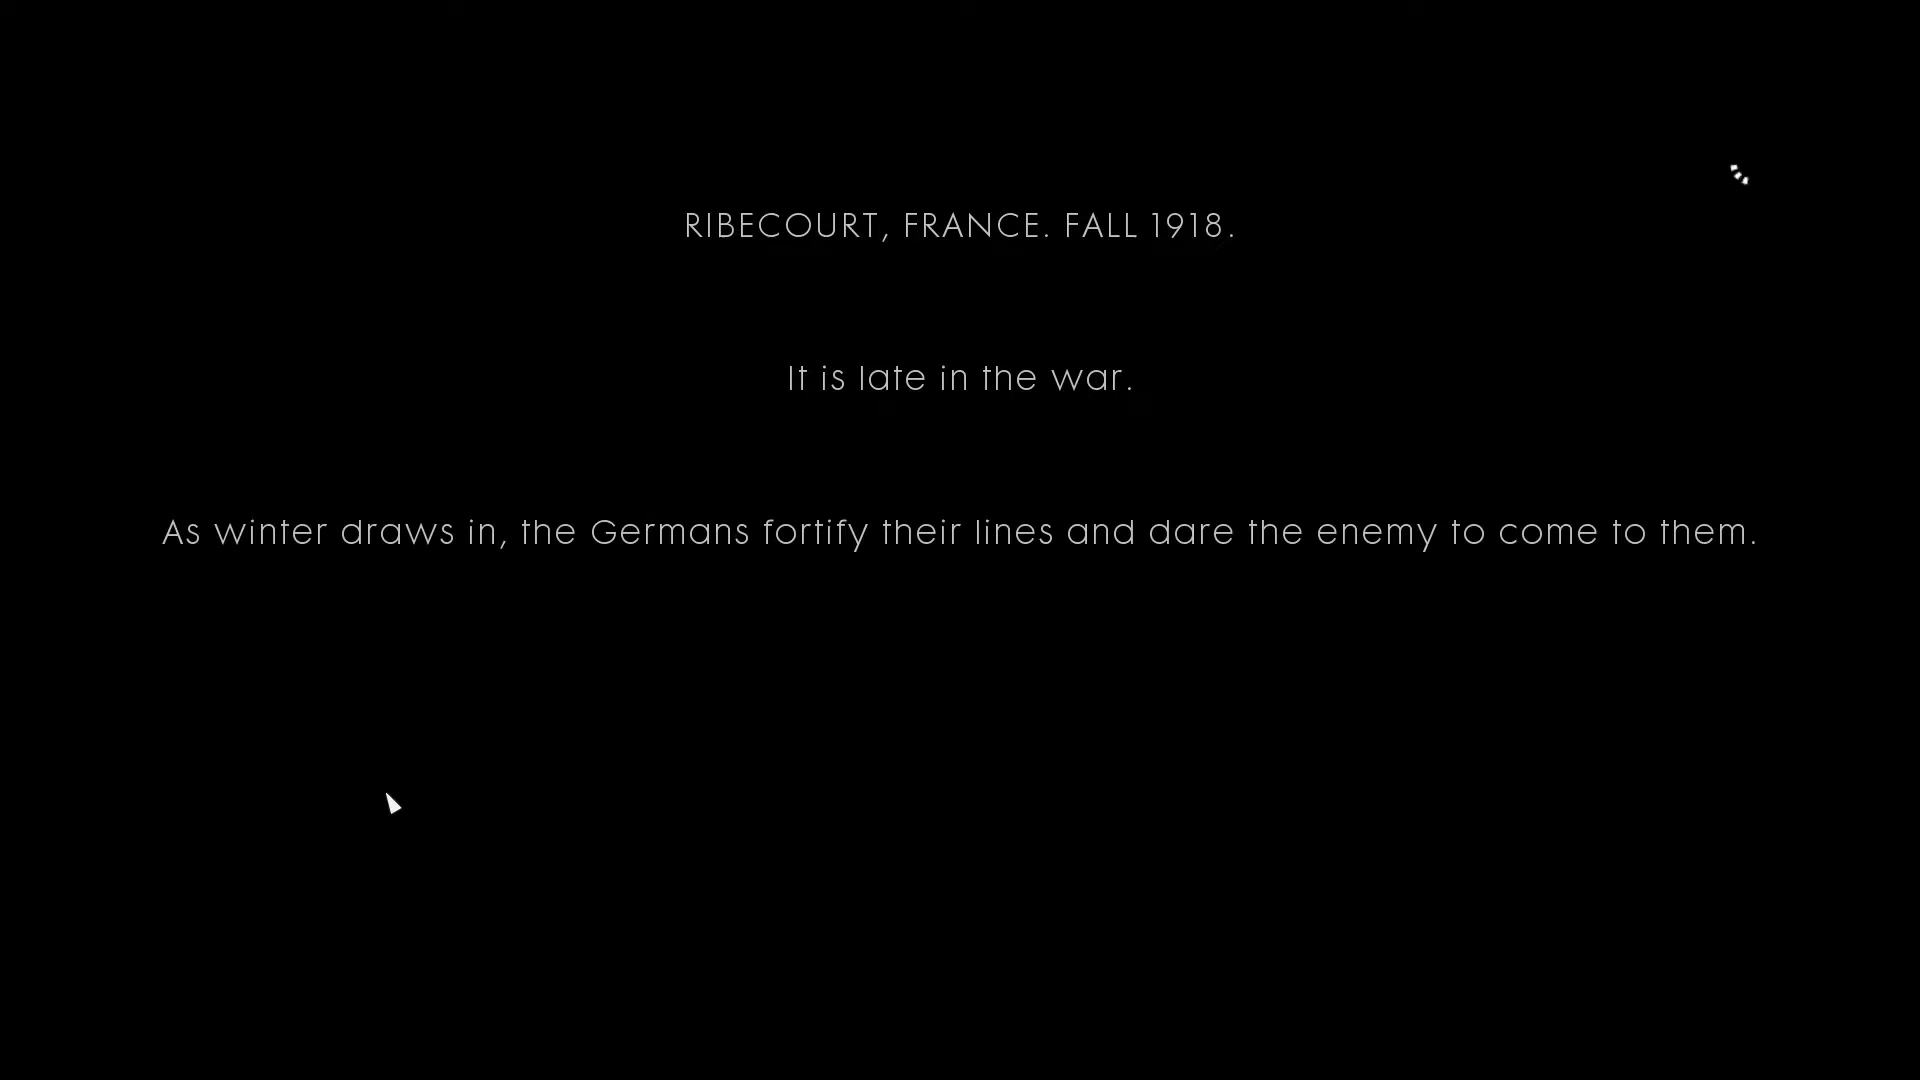 RIBECOURT, FRANCE. FALL 1918.
It is late in the war.
As winter draws in, the Germans fortify their lines and dare the enemy to come to them.